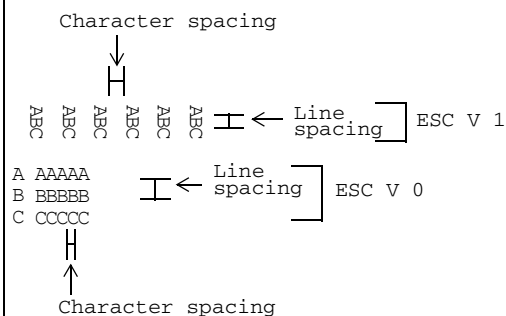 Character spacing
ABC ABC ABC ABC ABC ABC
Line
spacing
ESC V 1
A AAAAA
B BBBBB
C CCCCC
Line
spacing
ESC V 0
Character spacing